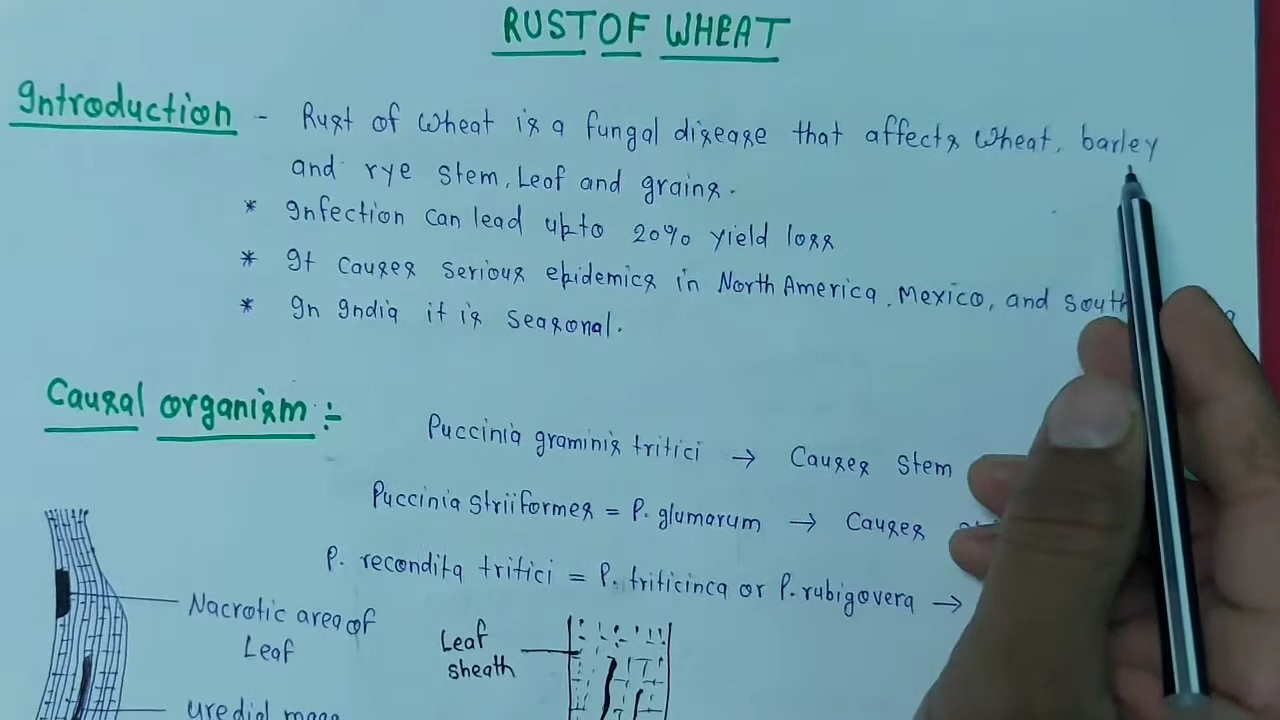 RUST OF WHEAT
Introduction - Rust of wheat is a fungal disease that affects wheat, barley
and rye stem, Leof and grains.
* Infection can lead upto 20% yield loss
* It causes serious epidemics in North America, Mexico, and south
* In India it is seasonal.
Causal organism :-
Puccinia graminis tritici → Causes stem
Puccinia Striiformes = P. glumarum → Causes
P. recondita tritici = P. triticinca or P. rubigovera →
Nacrotic area of
Leaf
Leaf
sheath
uredial